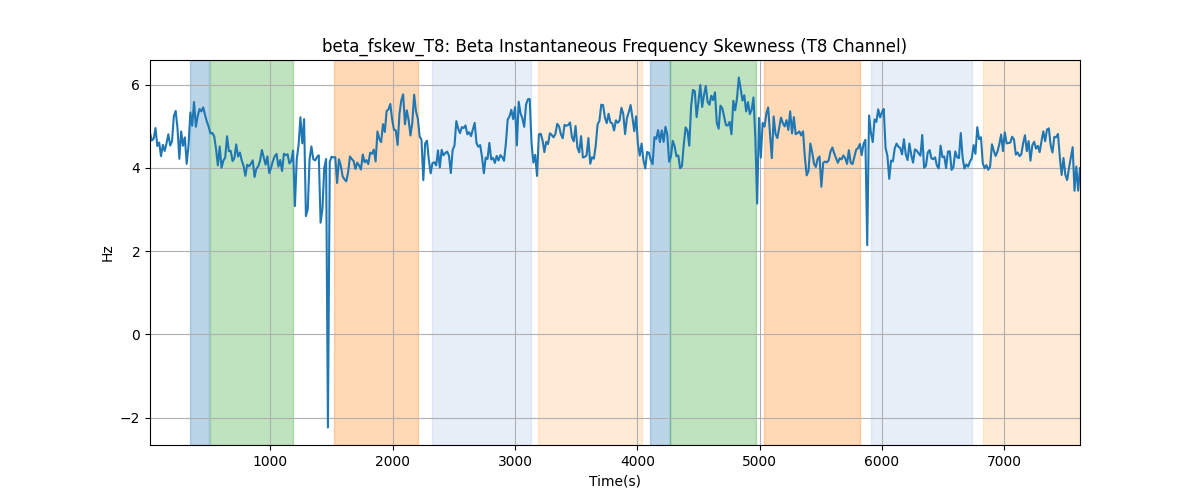 beta_fskew_T8: Beta Instantaneous Frequency Skewness (T8 Channel)
6
4
2
0
−2
Hz
1000 2000 3000 4000 5000 6000 7000
Time(s)